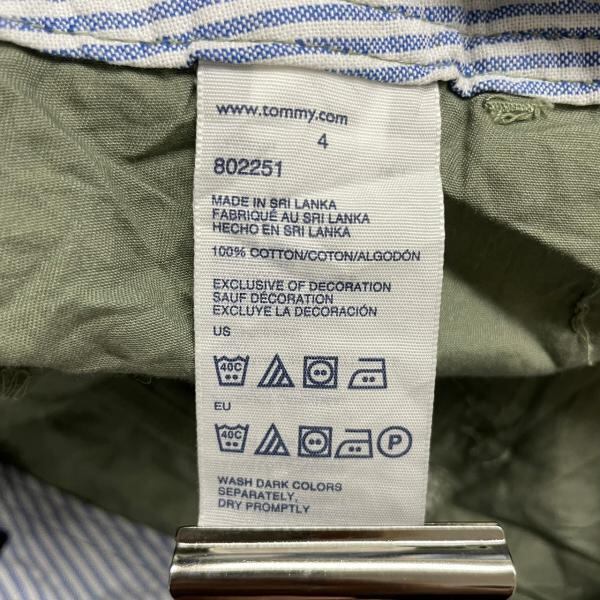 www.tommy.com
4
802251
MADE IN SRI LANKA
FABRIQUÉ AU SRI LANKA
HECHO EN SRI LANKA
100% COTTON/COTON/ALGODÓN
EXCLUSIVE OF DECORATION
SAUF DÉCORATION
EXCLUYE LA DECORACIÓN
US
40C
EU
40C P
WASH DARK COLORS
SEPARATELY,
DRY PROMPTLY